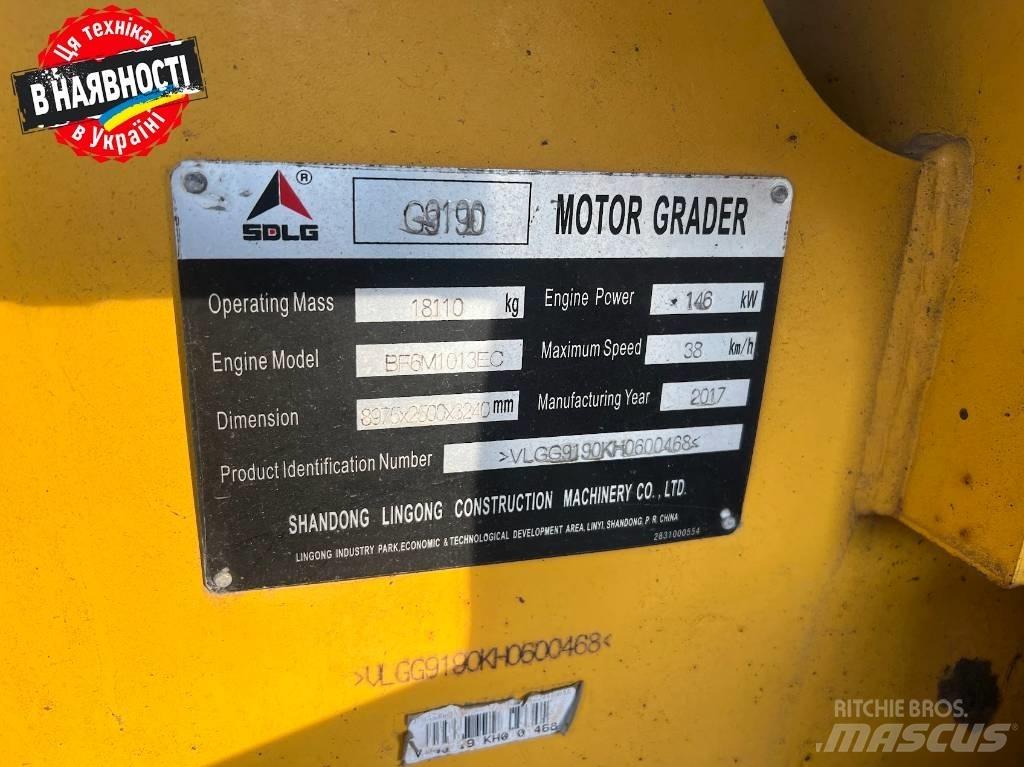 Ця техніка
В НАЯВНОСТІ
в Україні
SDLG ® G9190 MOTOR GRADER
Operating Mass 18110 kg Engine Power 146 kW
Engine Model BF6M1013EC Maximum Speed 38 km/h
Dimension 8975X2600X3240 mm Manufacturing Year 2017
Product Identification Number >VLGG9190KH0600468<
SHANDONG LINGONG CONSTRUCTION MACHINERY CO., LTD.
LINGONG INDUSTRY PARK,ECONOMIC & TECHNOLOGICAL DEVELOPMENT AREA, LINYI, SHANDONG, P. R. CHINA
2831000554
>VLGG9190KH0600468<
RITCHIE BROS.
MASCUS